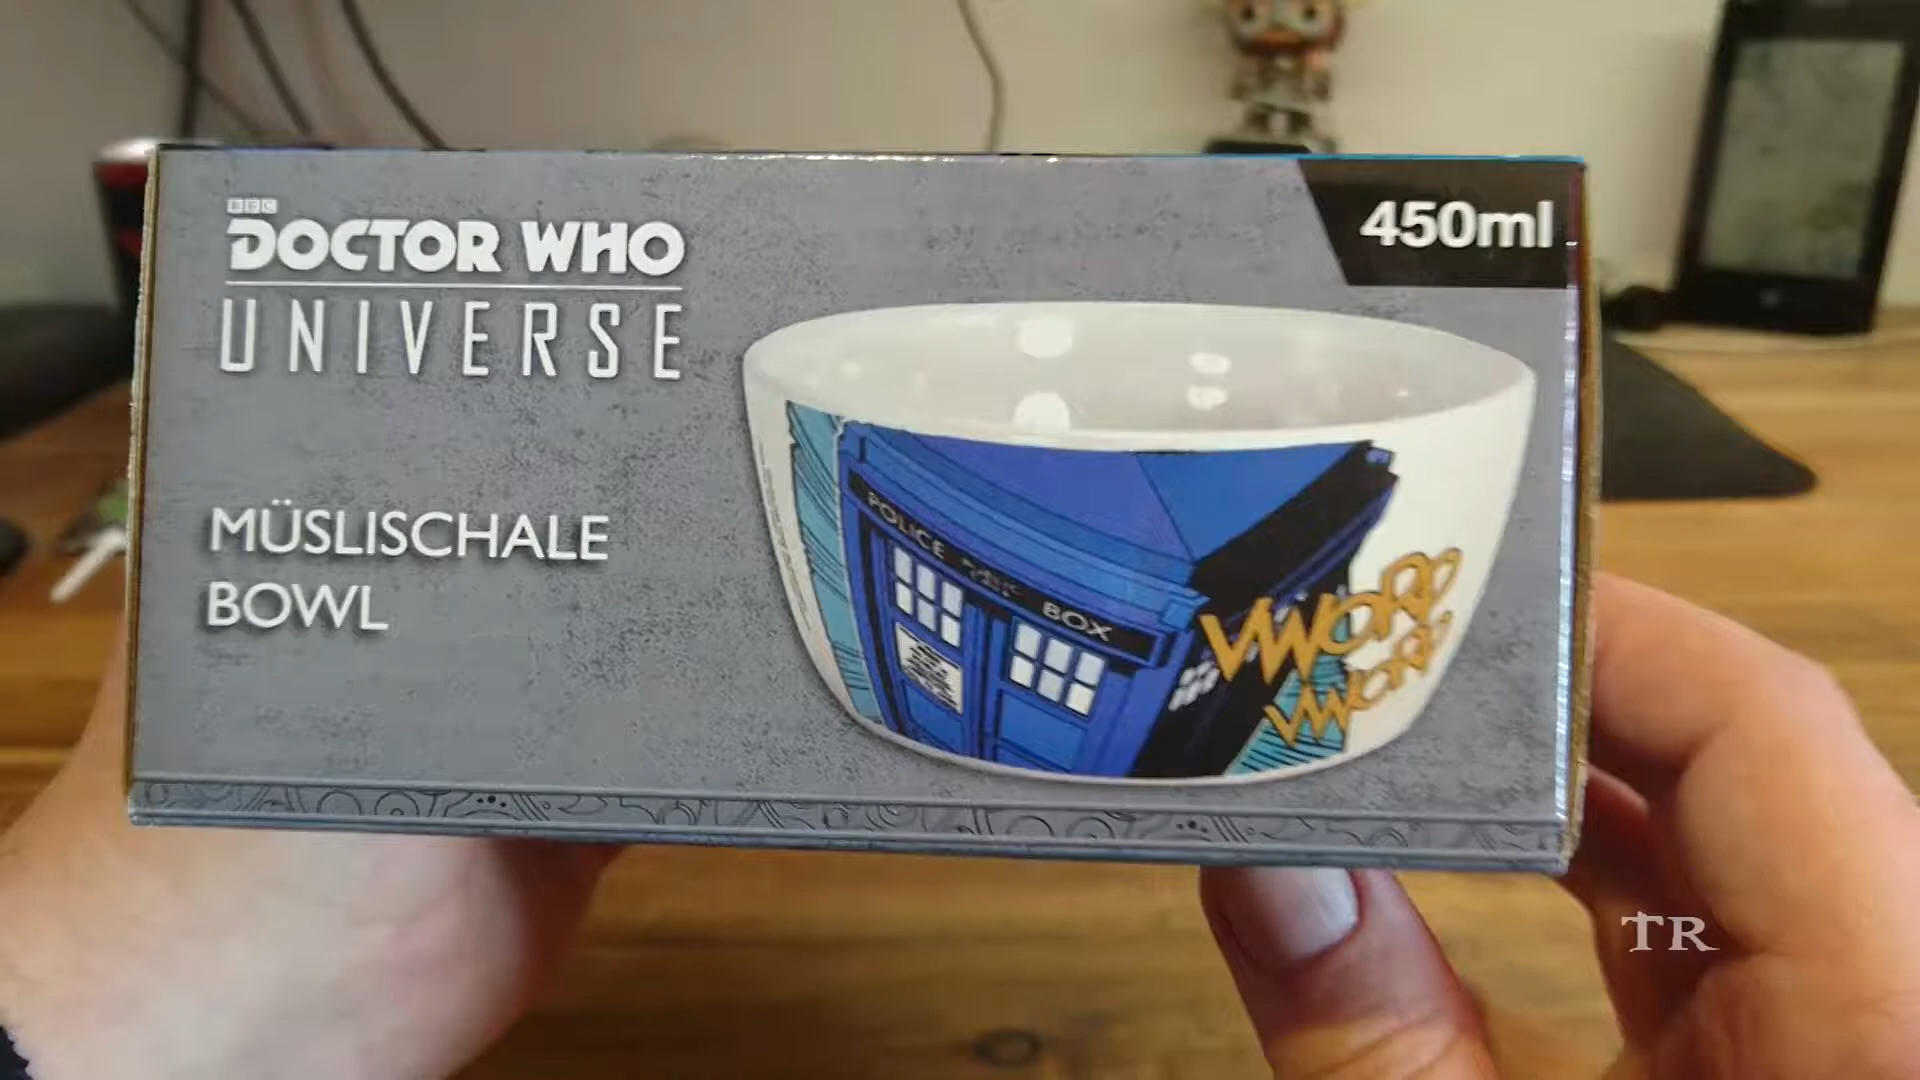 BBC
DOCTOR WHO
UNIVERSE
450ml
MÜSLISCHALE
BOWL
POLICE BOX
VWORP
VWORP
TR